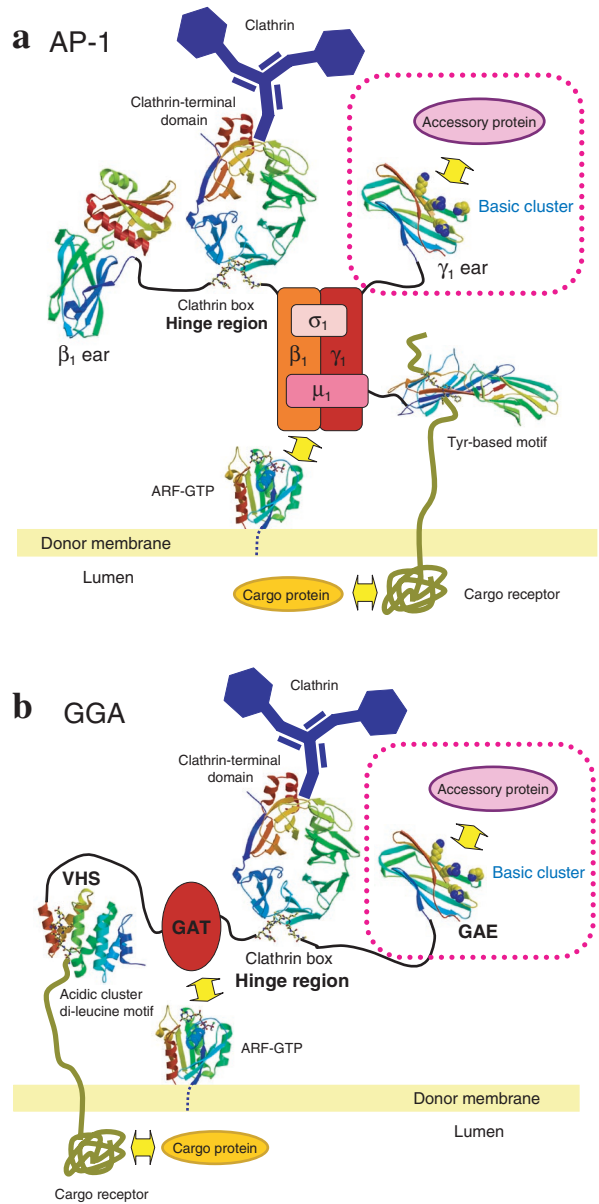 a AP-1
Clathrin
Clathrin-terminal
domain
Accessory protein
Basic cluster
γ1 ear
Clathrin box
Hinge region
β1 ear
σ1
β1 γ1
μ1
Tyr-based motif
ARF-GTP
Donor membrane
Lumen
Cargo protein
Cargo receptor
b GGA
Clathrin
Clathrin-terminal
domain
Accessory protein
Basic cluster
VHS
GAT
GAE
Clathrin box
Hinge region
Acidic cluster
di-leucine motif
ARF-GTP
Donor membrane
Lumen
Cargo protein
Cargo receptor